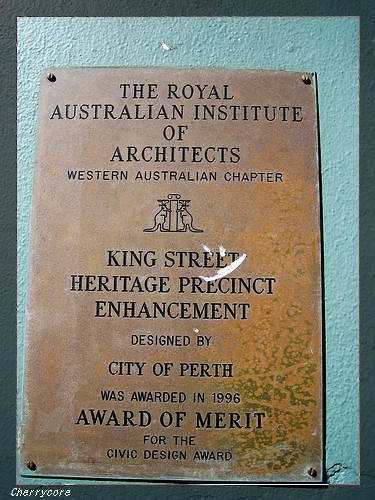 THE ROYAL
AUSTRALIAN INSTITUTE
OF
ARCHITECTS
WESTERN AUSTRALIAN CHAPTER
KING STREET
HERITAGE PRECINCT
ENHANCEMENT
DESIGNED BY
CITY OF PERTH
WAS AWARDED IN 1996
AWARD OF MERIT
FOR THE
CIVIC DESIGN AWARD
Cherrycore